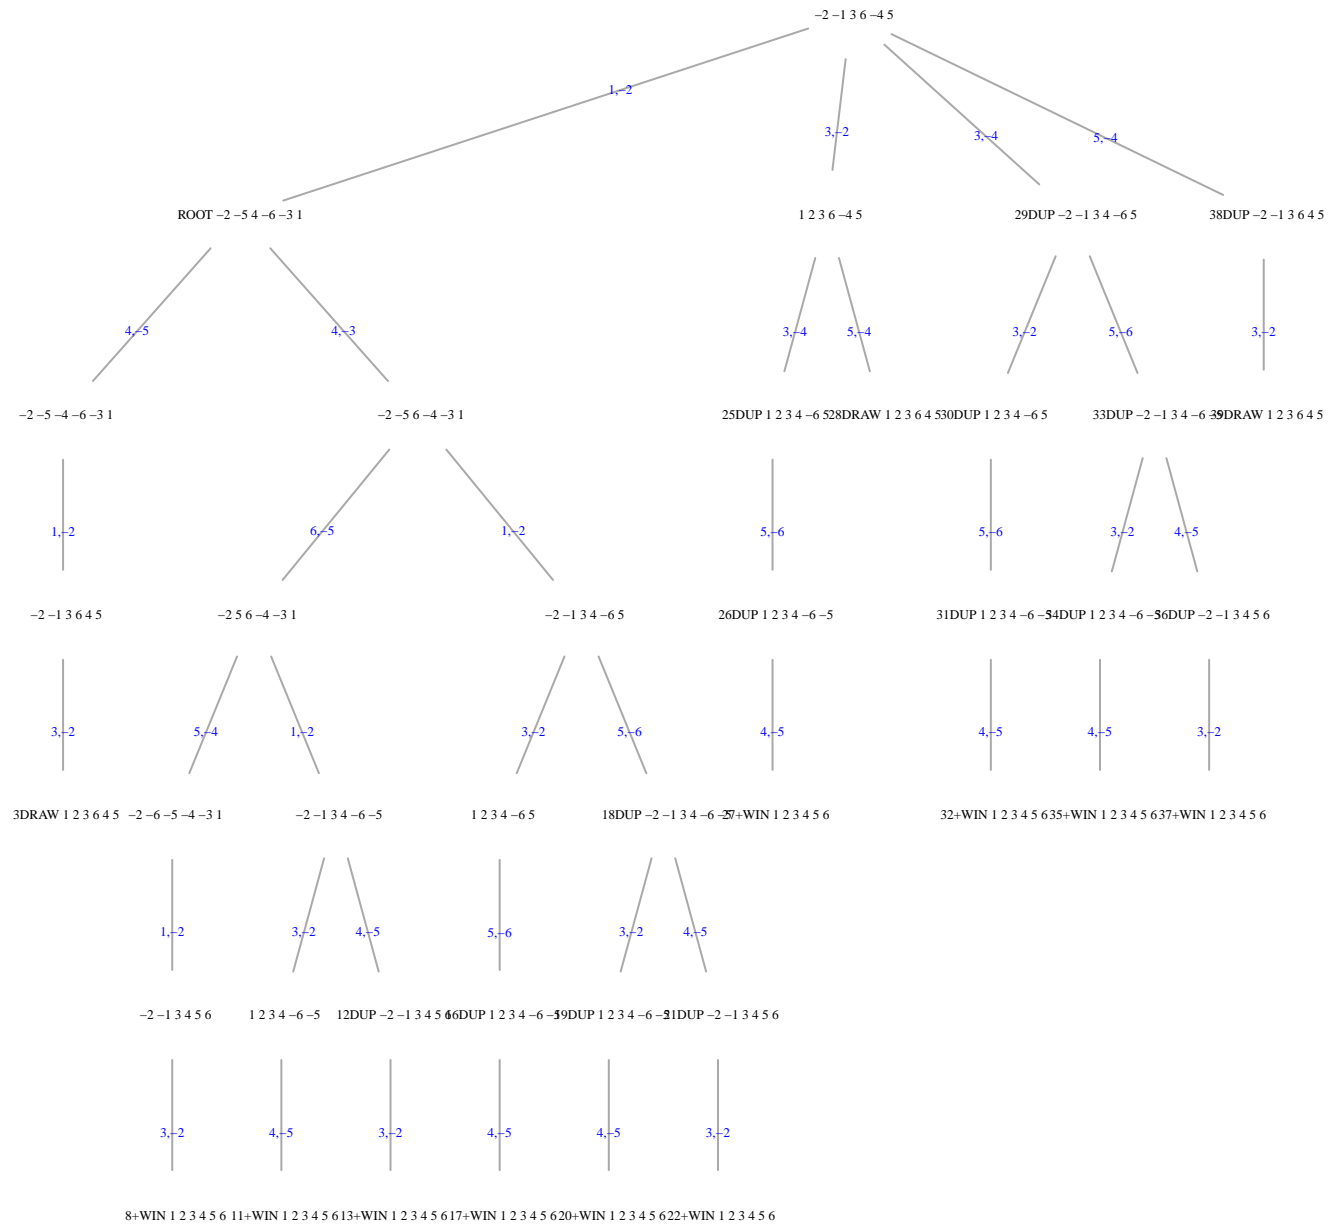 −2 −1 3 6 −4 5
1,−2
3,−2 3,−4 5,−4
ROOT −2 −5 4 −6 −3 1 1 2 3 6 −4 5 29DUP −2 −1 3 4 −6 5 38DUP −2 −1 3 6 4 5
4,−5 4,−3 3,−4 5,−4 3,−2 5,−6 3,−2
−2 −5 −4 −6 −3 1 −2 −5 6 −4 −3 1 25DUP 1 2 3 4 −6 5 28DRAW 1 2 3 6 4 5 30DUP 1 2 3 4 −6 5 33DUP −2 −1 3 4 −6 −5 39DRAW 1 2 3 6 4 5
1,−2 6,−5 1,−2 5,−6 5,−6 3,−2 4,−5
−2 −1 3 6 4 5 −2 5 6 −4 −3 1 −2 −1 3 4 −6 5 26DUP 1 2 3 4 −6 −5 31DUP 1 2 3 4 −6 −5 34DUP 1 2 3 4 −6 −5 36DUP −2 −1 3 4 5 6
3,−2 5,−4 1,−2 3,−2 5,−6 4,−5 4,−5 4,−5 3,−2
3DRAW 1 2 3 6 4 5 −2 −6 −5 −4 −3 1 −2 −1 3 4 −6 −5 1 2 3 4 −6 5 18DUP −2 −1 3 4 −6 −5 27+WIN 1 2 3 4 5 6 32+WIN 1 2 3 4 5 6 35+WIN 1 2 3 4 5 6 37+WIN 1 2 3 4 5 6
1,−2 3,−2 4,−5 5,−6 3,−2 4,−5
−2 −1 3 4 5 6 1 2 3 4 −6 −5 12DUP −2 −1 3 4 5 6 16DUP 1 2 3 4 −6 −5 19DUP 1 2 3 4 −6 −5 21DUP −2 −1 3 4 5 6
3,−2 4,−5 3,−2 4,−5 4,−5 3,−2
8+WIN 1 2 3 4 5 6 11+WIN 1 2 3 4 5 6 13+WIN 1 2 3 4 5 6 17+WIN 1 2 3 4 5 6 20+WIN 1 2 3 4 5 6 22+WIN 1 2 3 4 5 6